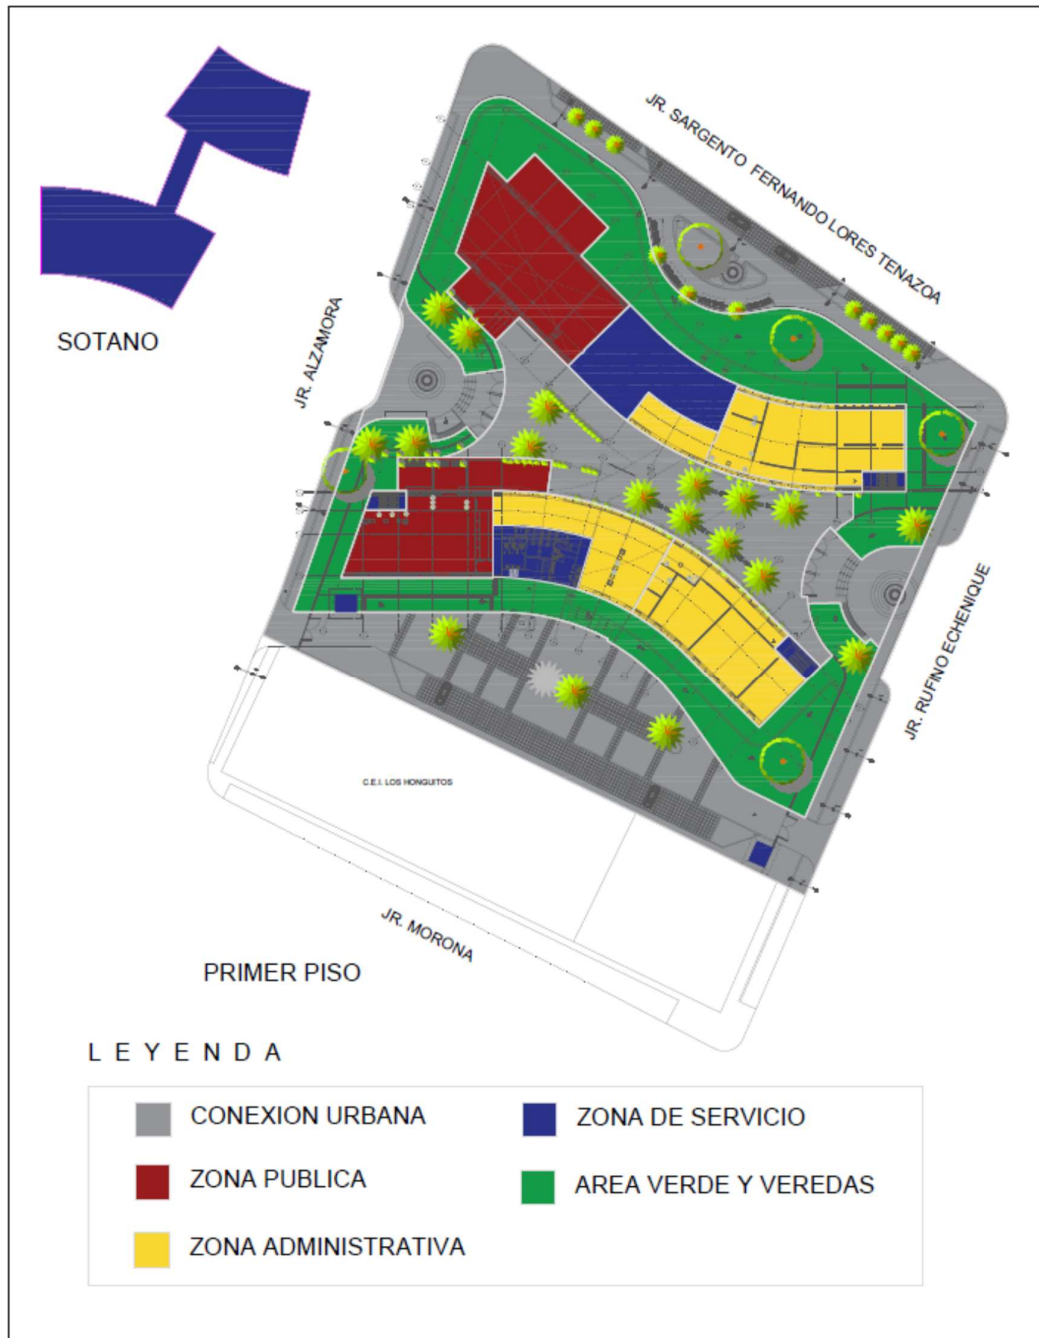 JR. SARGENTO FERNANDO LORES TENAZOA
SOTANO
JR. ALZAMORA
JR. RUFINO ECHENIQUE
C.E.I. LOS HONGUITOS
JR. MORONA
PRIMER PISO
LEYENDA
CONEXION URBANA
ZONA DE SERVICIO
ZONA PUBLICA
AREA VERDE Y VEREDAS
ZONA ADMINISTRATIVA